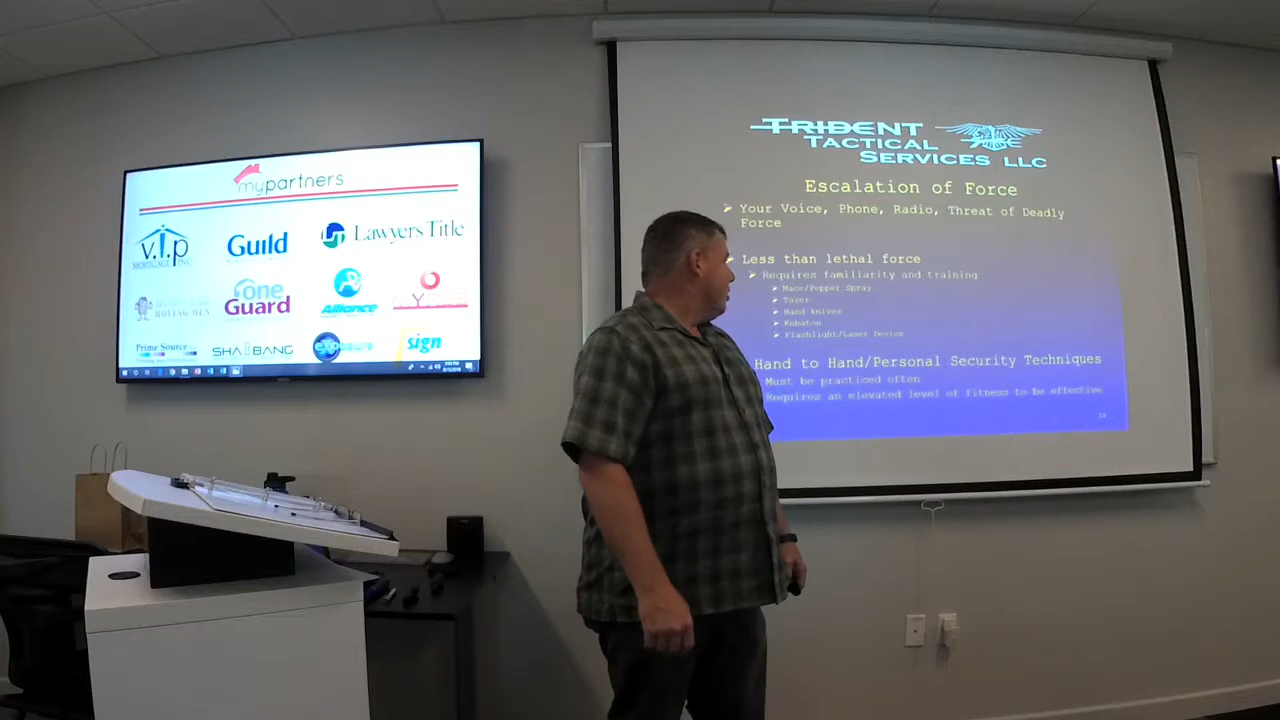 mypartners
v.i.p
MORTGAGE INC
Guild
LAWYERS TITLE
one
Guard
Alliance
Prime Source
SHABANG
exposure
sign
TRIDENT
TACTICAL
SERVICES LLC
Escalation of Force
Your Voice, Phone, Radio, Threat of Deadly
Force
Less than lethal force
Requires familiarity and training
Mace/Pepper Spray
Tazer
Hand knives
Kubaton
Flashlight/Laser Device
Hand to Hand/Personal Security Techniques
Must be practiced often
Requires an elevated level of fitness to be effective